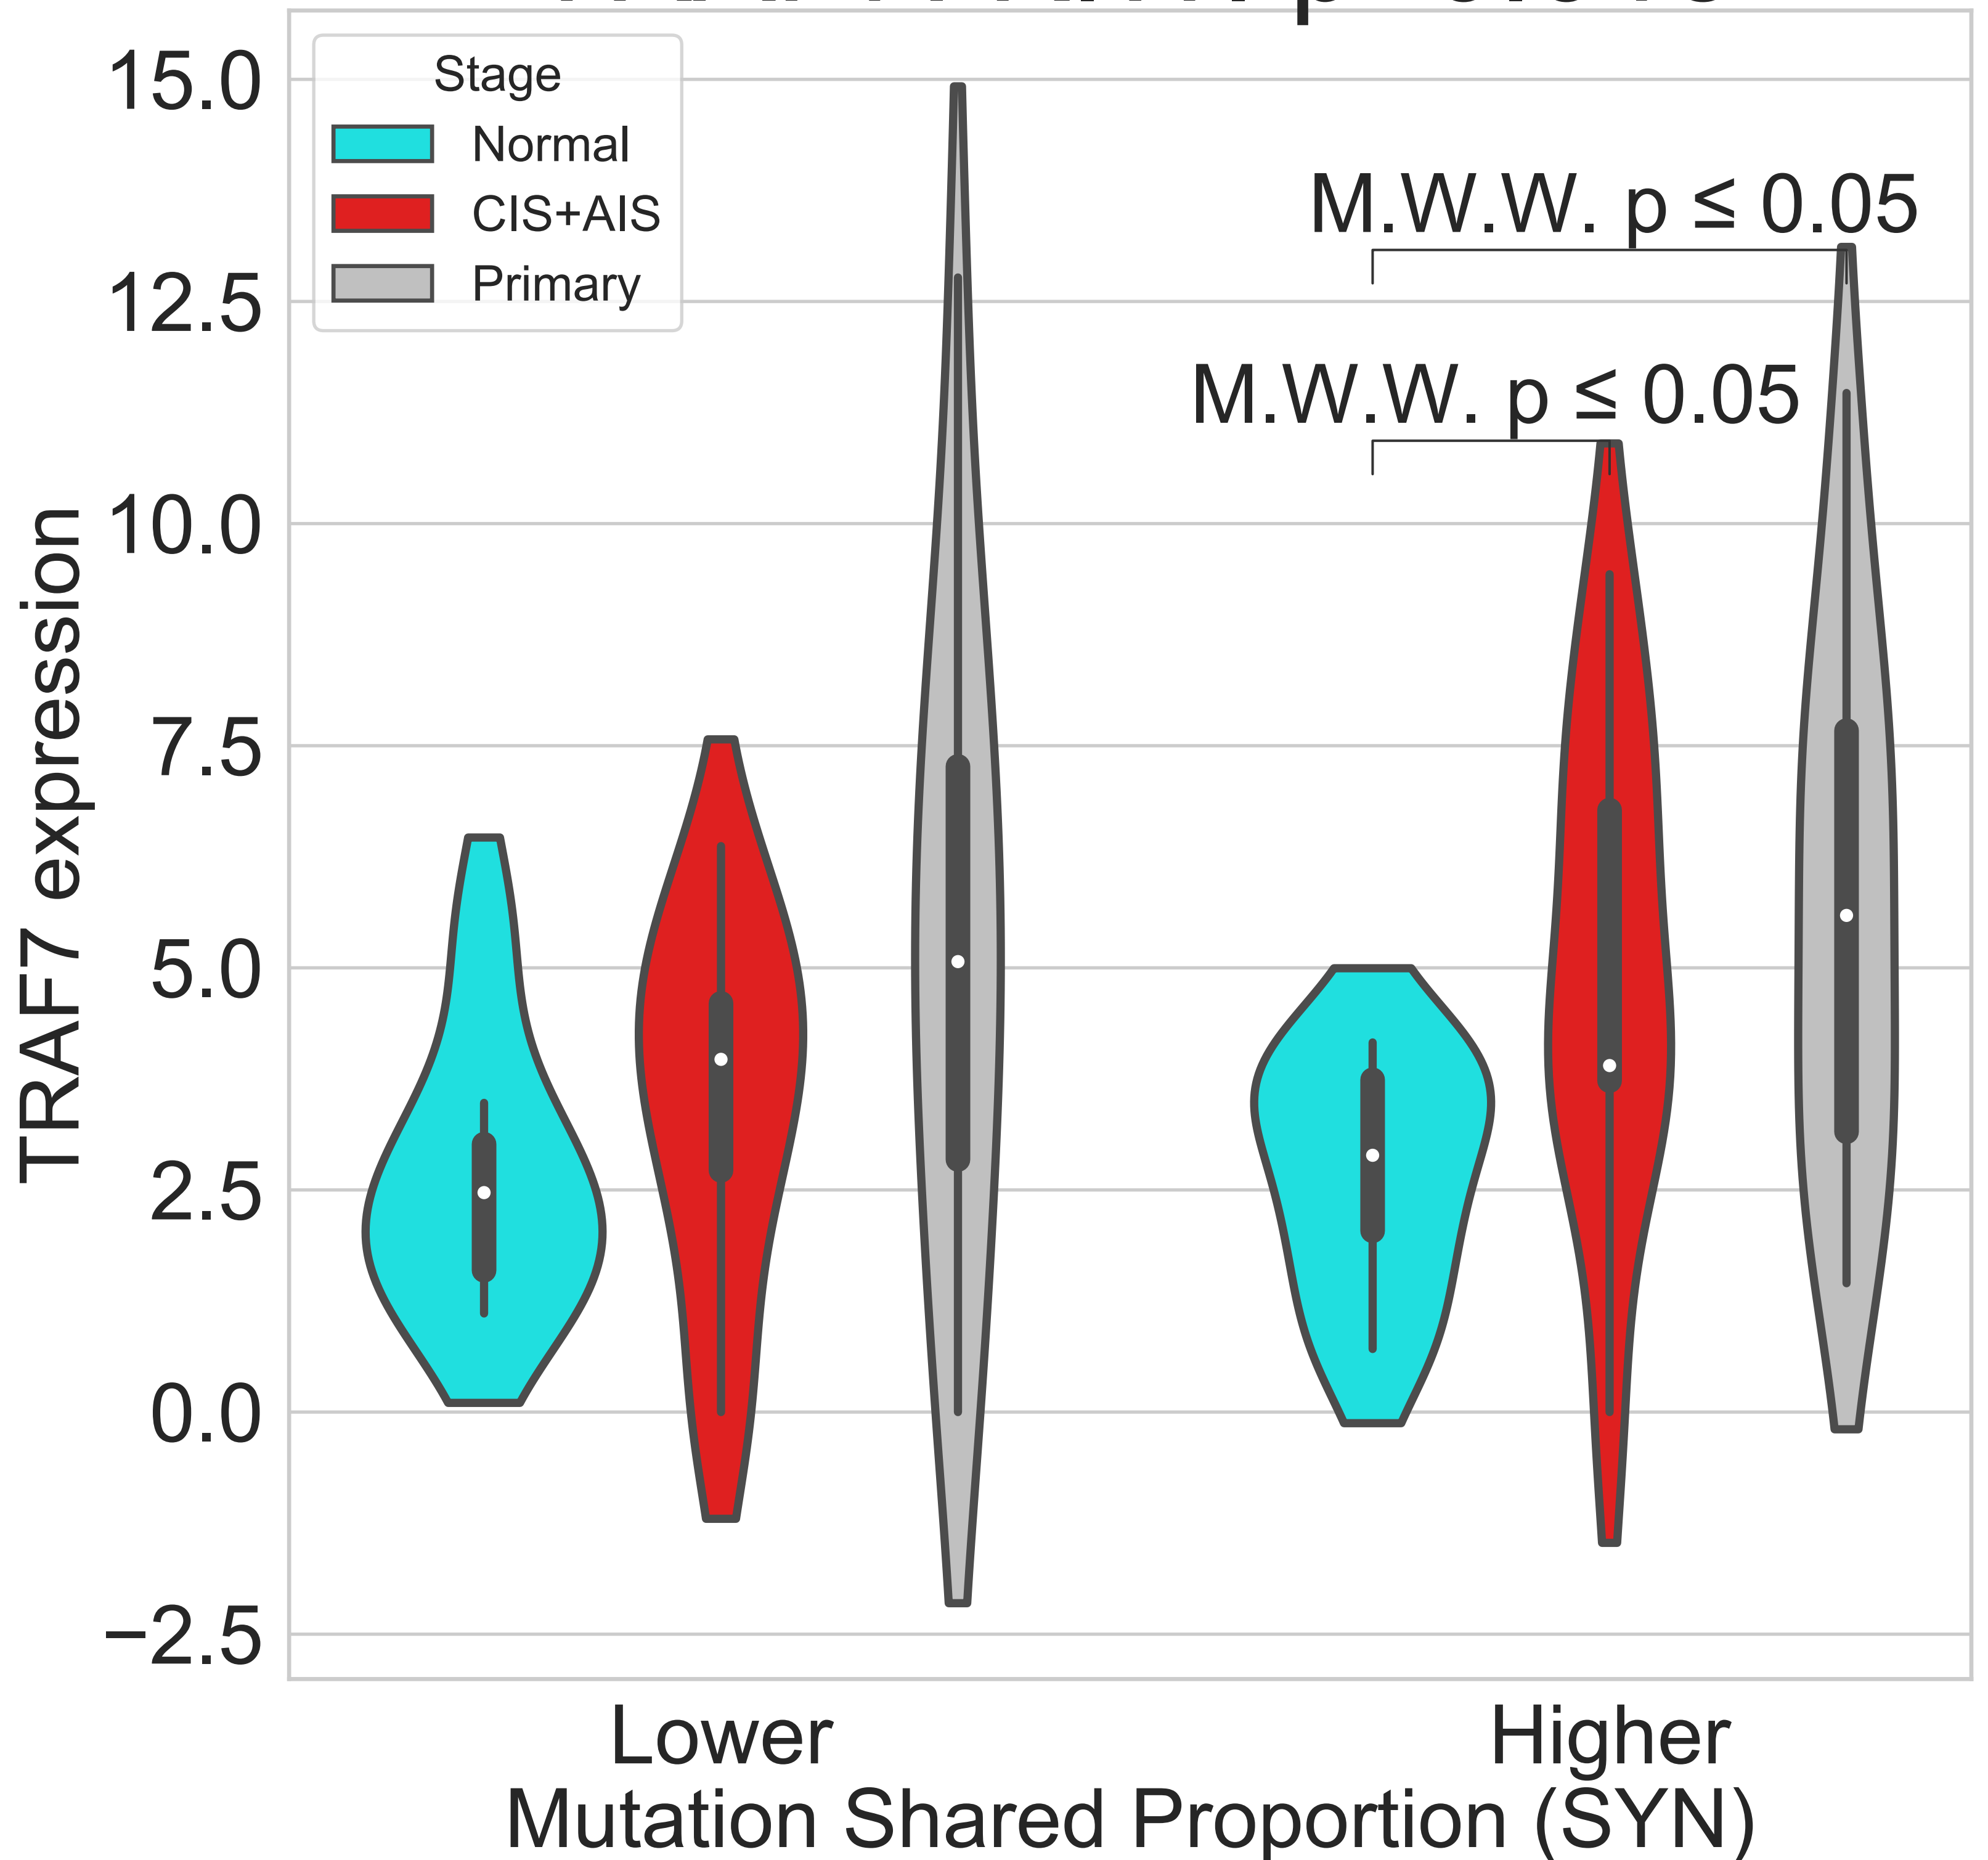 15.0
12.5
10.0
7.5
5.0
2.5
0.0
−2.5
TRAF7 expression
Stage
Normal
CIS+AIS
Primary
M.W.W. p ≤ 0.05
M.W.W. p ≤ 0.05
Lower
Higher
Mutation Shared Proportion (SYN)